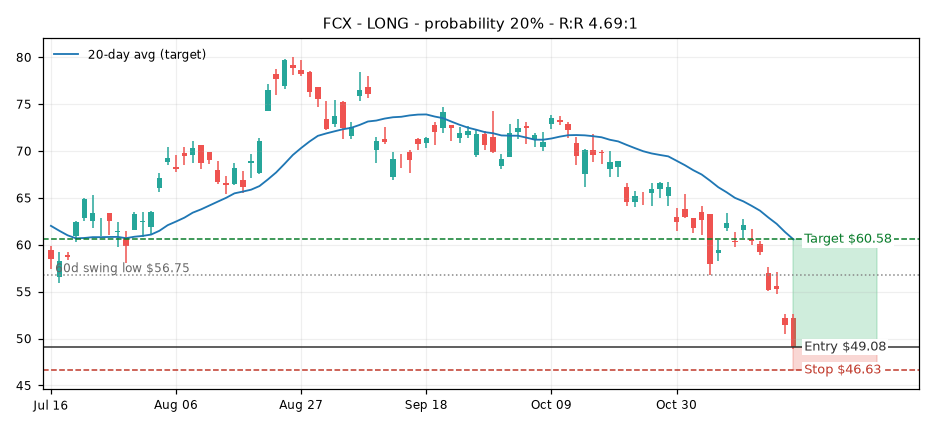 FCX - LONG - probability 20% - R:R 4.69:1
20-day avg (target)
80
75
70
65
60
55
50
45
Target $60.58
60d swing low $56.75
Entry $49.08
Stop $46.63
Jul 16
Aug 06
Aug 27
Sep 18
Oct 09
Oct 30